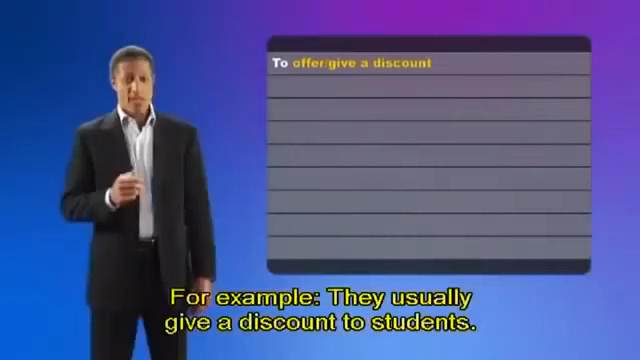 To offer/give a discount
For example: They usually
give a discount to students.